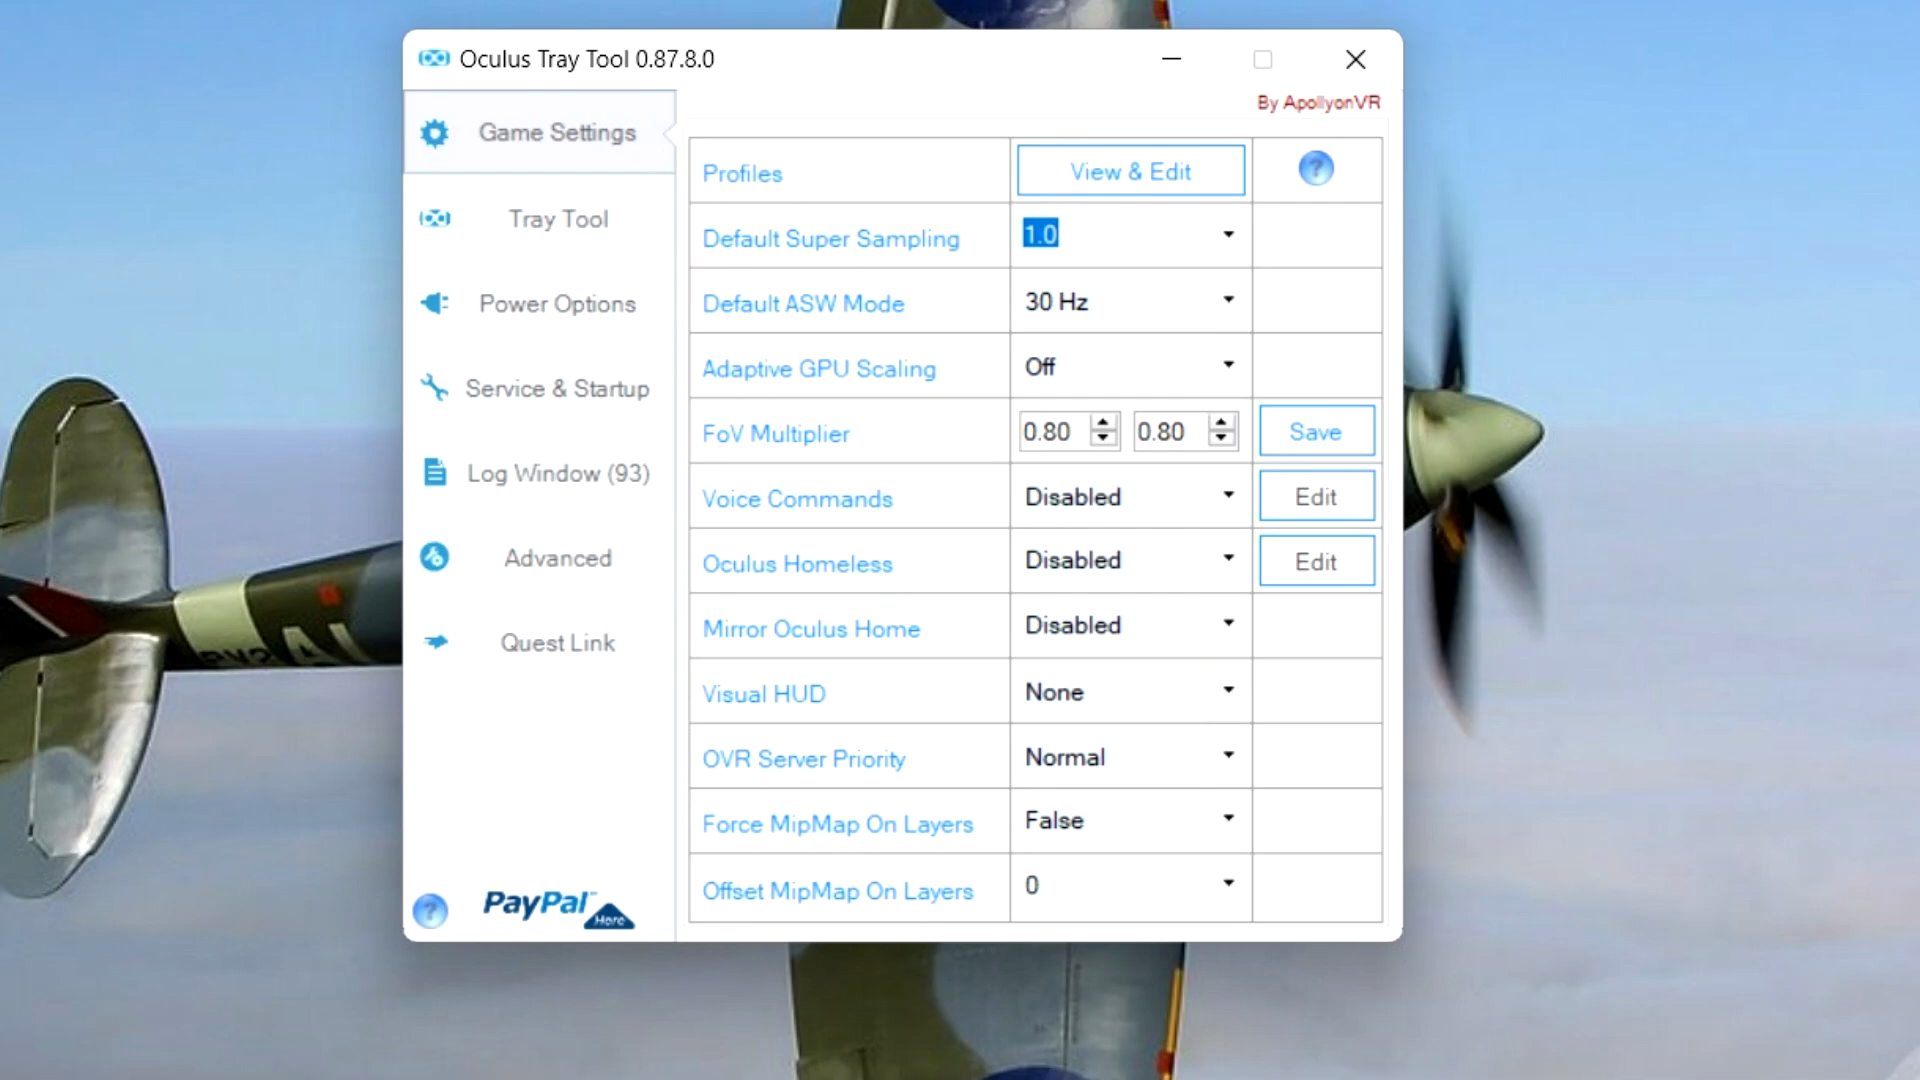 Oculus Tray Tool 0.87.8.0
By ApollyonVR
Game Settings
Tray Tool
Power Options
Service & Startup
Log Window (93)
Advanced
Quest Link
PayPal™
Here
Profiles View & Edit ?
Default Super Sampling 1.0
Default ASW Mode 30 Hz
Adaptive GPU Scaling Off
FoV Multiplier 0.80 0.80 Save
Voice Commands Disabled Edit
Oculus Homeless Disabled Edit
Mirror Oculus Home Disabled
Visual HUD None
OVR Server Priority Normal
Force MipMap On Layers False
Offset MipMap On Layers 0
?